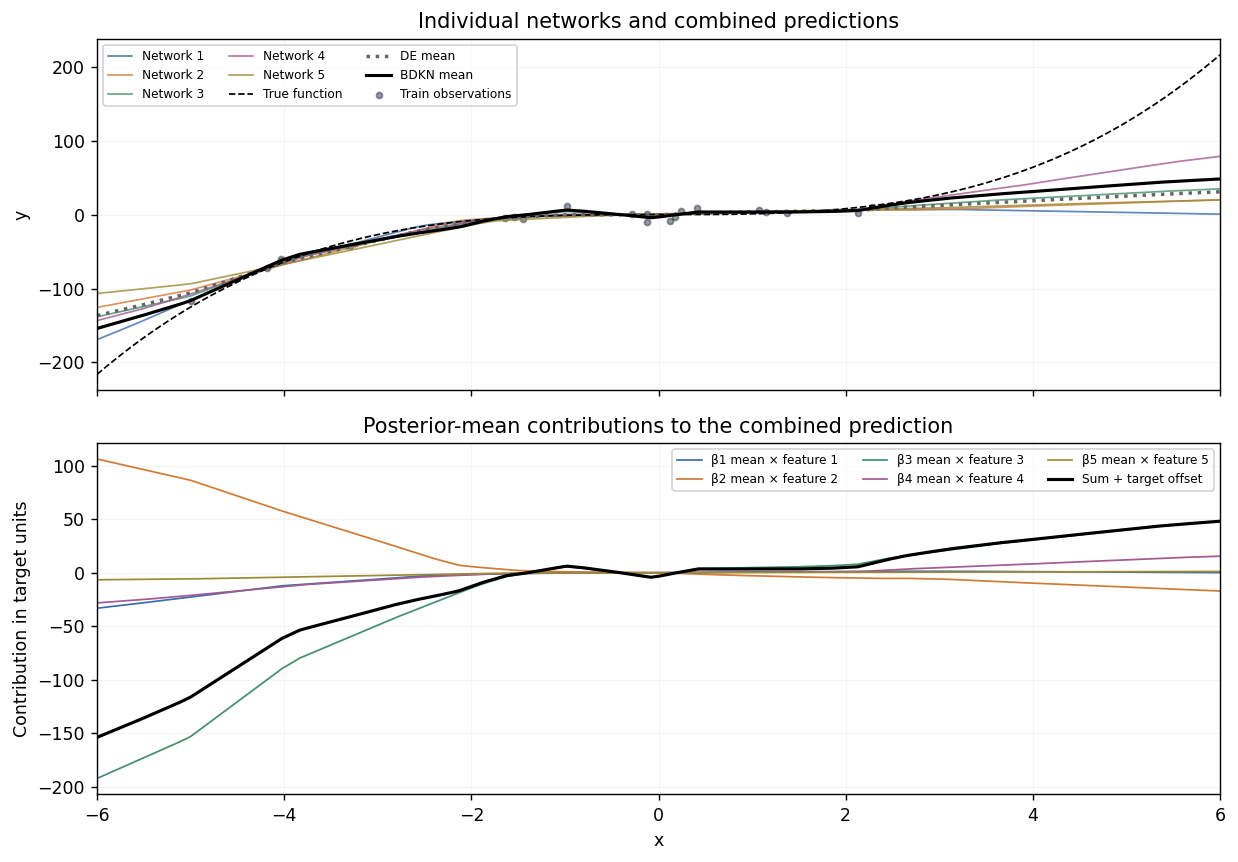 Individual networks and combined predictions
Network 1 Network 4 DE mean
Network 2 Network 5 BDKN mean
Network 3 True function Train observations
200
100
0
−100
−200
y
Posterior-mean contributions to the combined prediction
β1 mean × feature 1 β3 mean × feature 3 β5 mean × feature 5
β2 mean × feature 2 β4 mean × feature 4 Sum + target offset
100
50
0
−50
−100
−150
−200
Contribution in target units
−6 −4 −2 0 2 4 6
x